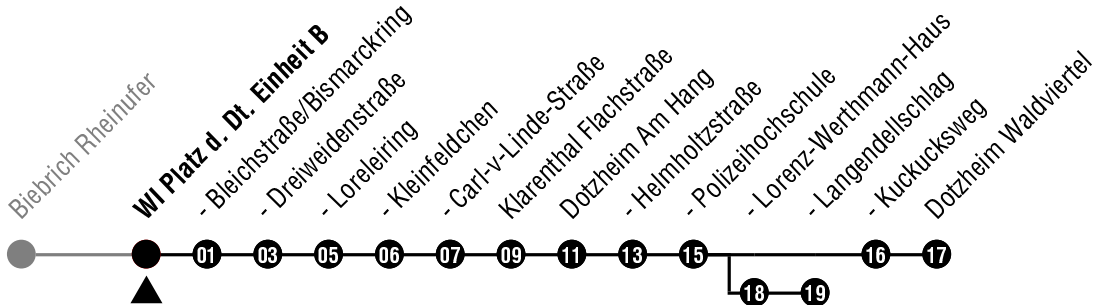 Biebrich Rheinufer
WI Platz d. Dt. Einheit B
- Bleichstraße/Bismarckring
- Dreiweidenstraße
- Loreleiring
- Kleinfeldchen
- Carl-v-Linde-Straße
Klarenthal Flachstraße
Dotzheim Am Hang
- Helmholtzstraße
- Polizeihochschule
- Lorenz-Werthmann-Haus
- Langendellschlag
- Kuckucksweg
Dotzheim Waldviertel
01 03 05 06 07 09 11 13 15 16 17
18 19